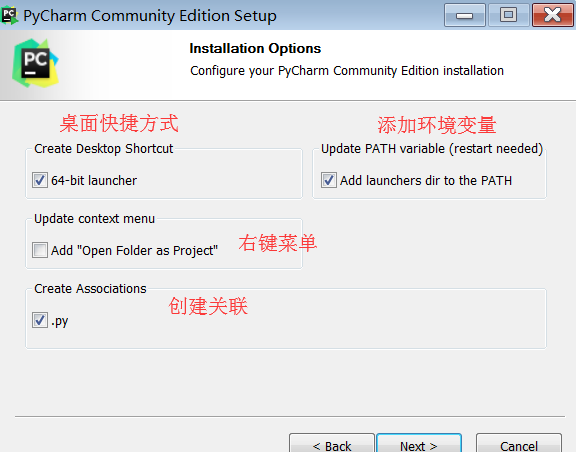 PyCharm Community Edition Setup
PC
Installation Options
Configure your PyCharm Community Edition installation
桌面快捷方式
添加环境变量
Create Desktop Shortcut
Update PATH variable (restart needed)
64-bit launcher
Add launchers dir to the PATH
Update context menu
Add "Open Folder as Project"
右键菜单
Create Associations
创建关联
.py
< Back
Next >
Cancel